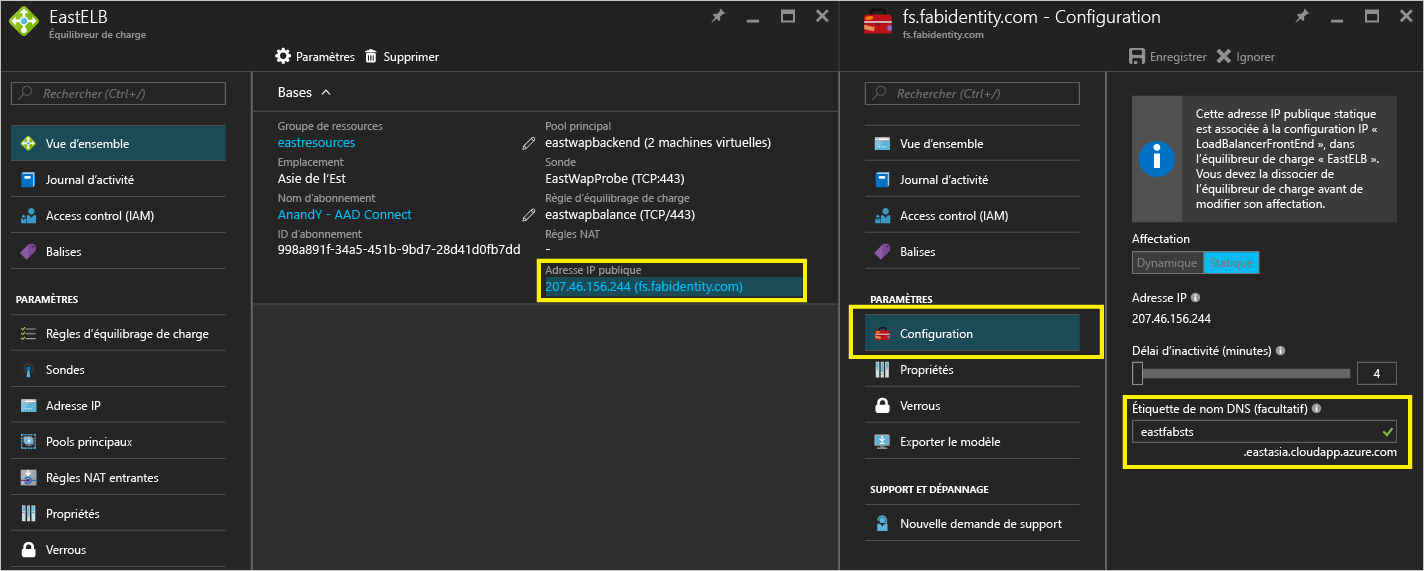 EastELB
Équilibreur de charge
Paramètres
Supprimer
Rechercher (Ctrl+/)
Vue d'ensemble
Journal d'activité
Access control (IAM)
Balises
PARAMÈTRES
Règles d'équilibrage de charge
Sondes
Adresse IP
Pools principaux
Règles NAT entrantes
Propriétés
Verrous
Bases
Groupe de ressources
eastresources
Emplacement
Asie de l'Est
Nom d'abonnement
AnandY - AAD Connect
ID d'abonnement
998a891f-34a5-451b-9bd7-28d41d0fb7dd
Pool principal
eastwapbackend (2 machines virtuelles)
Sonde
EastWapProbe (TCP:443)
Règle d'équilibrage de charge
eastwapbalance (TCP/443)
Règles NAT
-
Adresse IP publique
207.46.156.244 (fs.fabidentity.com)
fs.fabidentity.com - Configuration
fs.fabidentity.com
Enregistrer
Ignorer
Rechercher (Ctrl+/)
Vue d'ensemble
Journal d'activité
Access control (IAM)
Balises
PARAMÈTRES
Configuration
Propriétés
Verrous
Exporter le modèle
SUPPORT ET DÉPANNAGE
Nouvelle demande de support
Cette adresse IP publique statique
est associée à la configuration IP «
LoadBalancerFrontEnd », dans
l'équilibreur de charge « EastELB ».
Vous devez la dissocier de
l'équilibreur de charge avant de
modifier son affectation.
Affectation
Dynamique
Statique
Adresse IP
207.46.156.244
Délai d'inactivité (minutes)
4
Étiquette de nom DNS (facultatif)
eastfabsts
.eastasia.cloudapp.azure.com